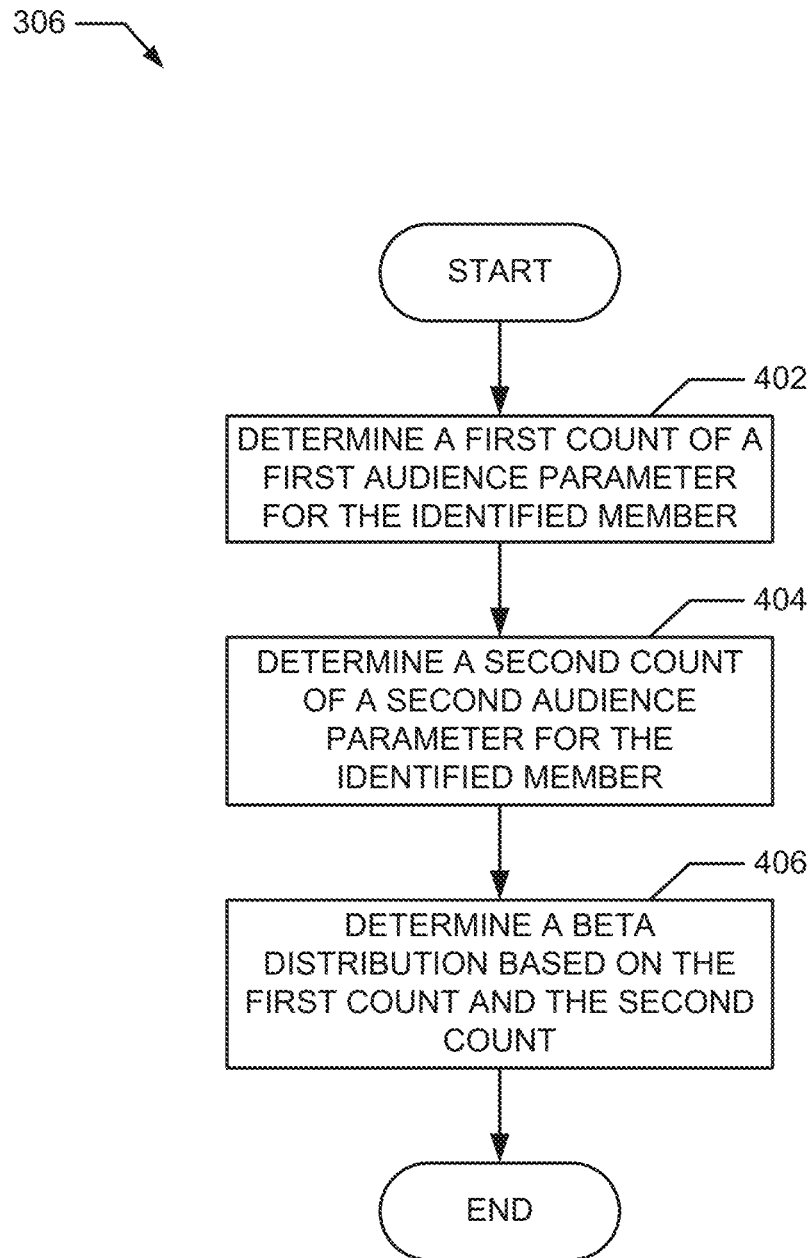 306
START
402
DETERMINE A FIRST COUNT OF A
FIRST AUDIENCE PARAMETER
FOR THE IDENTIFIED MEMBER
404
DETERMINE A SECOND COUNT
OF A SECOND AUDIENCE
PARAMETER FOR THE
IDENTIFIED MEMBER
406
DETERMINE A BETA
DISTRIBUTION BASED ON THE
FIRST COUNT AND THE SECOND
COUNT
END